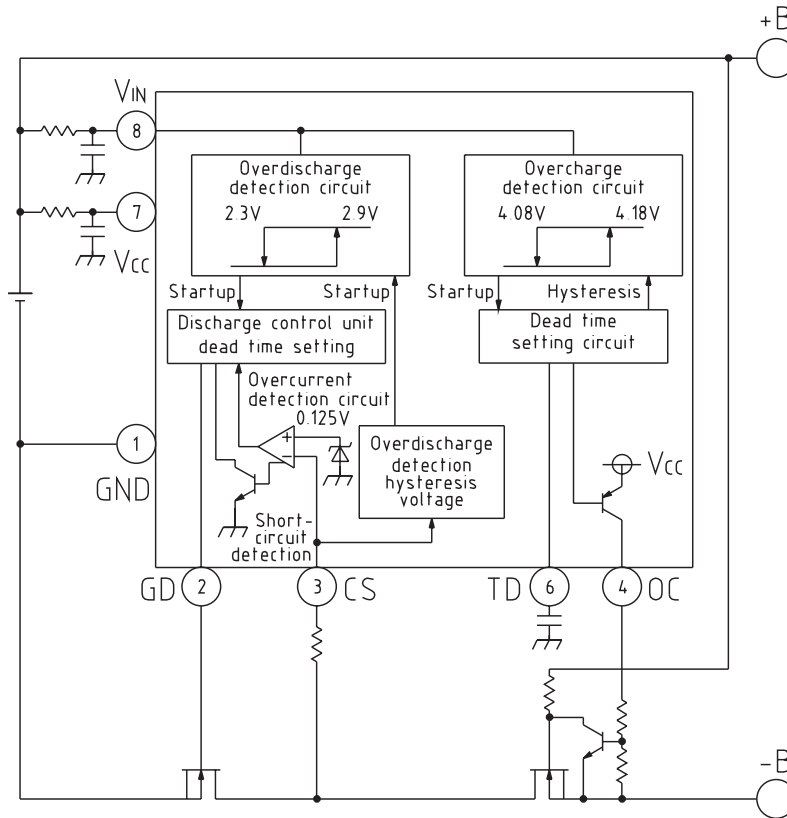 +B
VIN
8
Overdischarge
detection circuit
2.3V 2.9V
Overcharge
detection circuit
4.08V 4.18V
7
VCC
Startup
Startup
Startup
Hysteresis
Discharge control unit
dead time setting
Dead time
setting circuit
Overcurrent
detection circuit
0.125V
+
−
Overdischarge
detection
hysteresis
voltage
1
GND
VCC
Short-
circuit
detection
GD
2
3
CS
TD
6
4
OC
−B